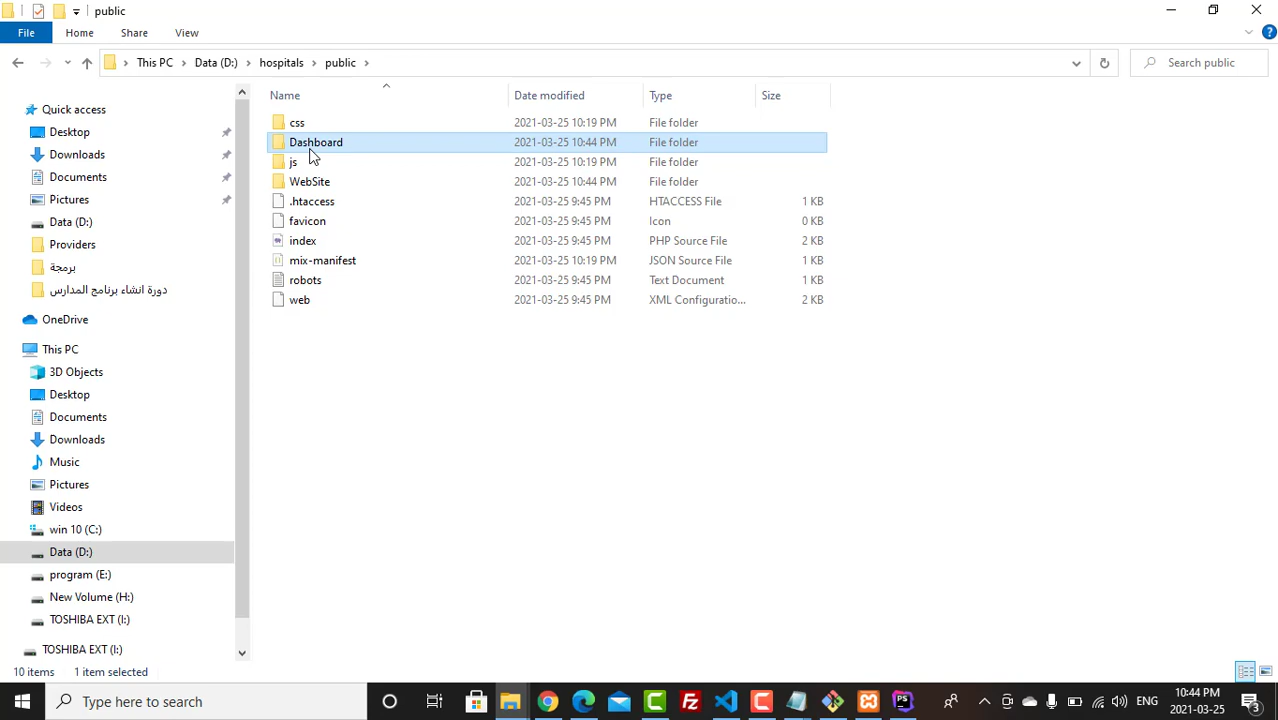 public
File Home Share View
This PC Data (D:) hospitals public
Search public
Name Date modified Type Size
css 2021-03-25 10:19 PM File folder
Dashboard 2021-03-25 10:44 PM File folder
js 2021-03-25 10:19 PM File folder
WebSite 2021-03-25 10:44 PM File folder
.htaccess 2021-03-25 9:45 PM HTACCESS File 1 KB
favicon 2021-03-25 9:45 PM Icon 0 KB
index 2021-03-25 9:45 PM PHP Source File 2 KB
mix-manifest 2021-03-25 10:19 PM JSON Source File 1 KB
robots 2021-03-25 9:45 PM Text Document 1 KB
web 2021-03-25 9:45 PM XML Configuratio... 2 KB
Quick access
Desktop
Downloads
Documents
Pictures
Data (D:)
Providers
برمجة
دورة انشاء برنامج المدارس
OneDrive
This PC
3D Objects
Desktop
Documents
Downloads
Music
Pictures
Videos
win 10 (C:)
Data (D:)
program (E:)
New Volume (H:)
TOSHIBA EXT (I:)
TOSHIBA EXT (I:)
10 items 1 item selected
Type here to search
ENG
10:44 PM
2021-03-25
3